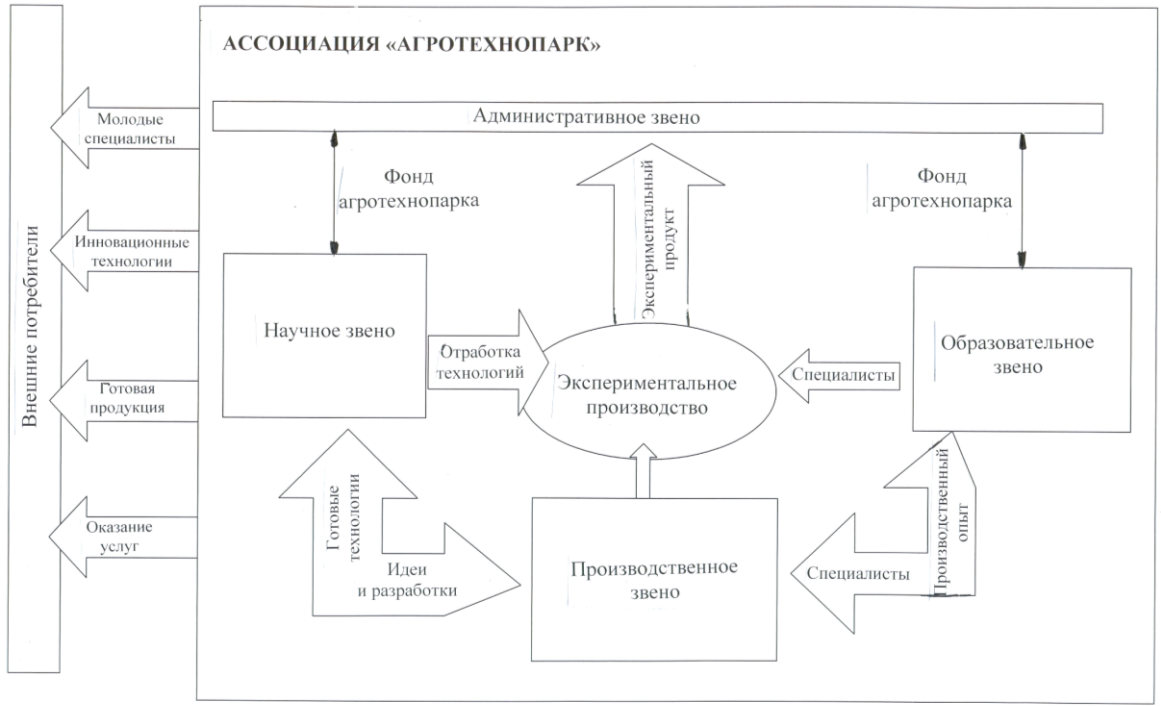 АССОЦИАЦИЯ «АГРОТЕХНОПАРК»
Административное звено
Молодые
специалисты
Фонд
агротехнопарка
Экспериментальный
продукт
Фонд
агротехнопарка
Внешние потребители
Инновационные
технологии
Научное звено
Отработка
технологий
Экспериментальное
производство
Специалисты
Образовательное
звено
Готовая
продукция
Готовые
технологии
Идеи
и разработки
Производственное
звено
Специалисты
Производственный
опыт
Оказание
услуг